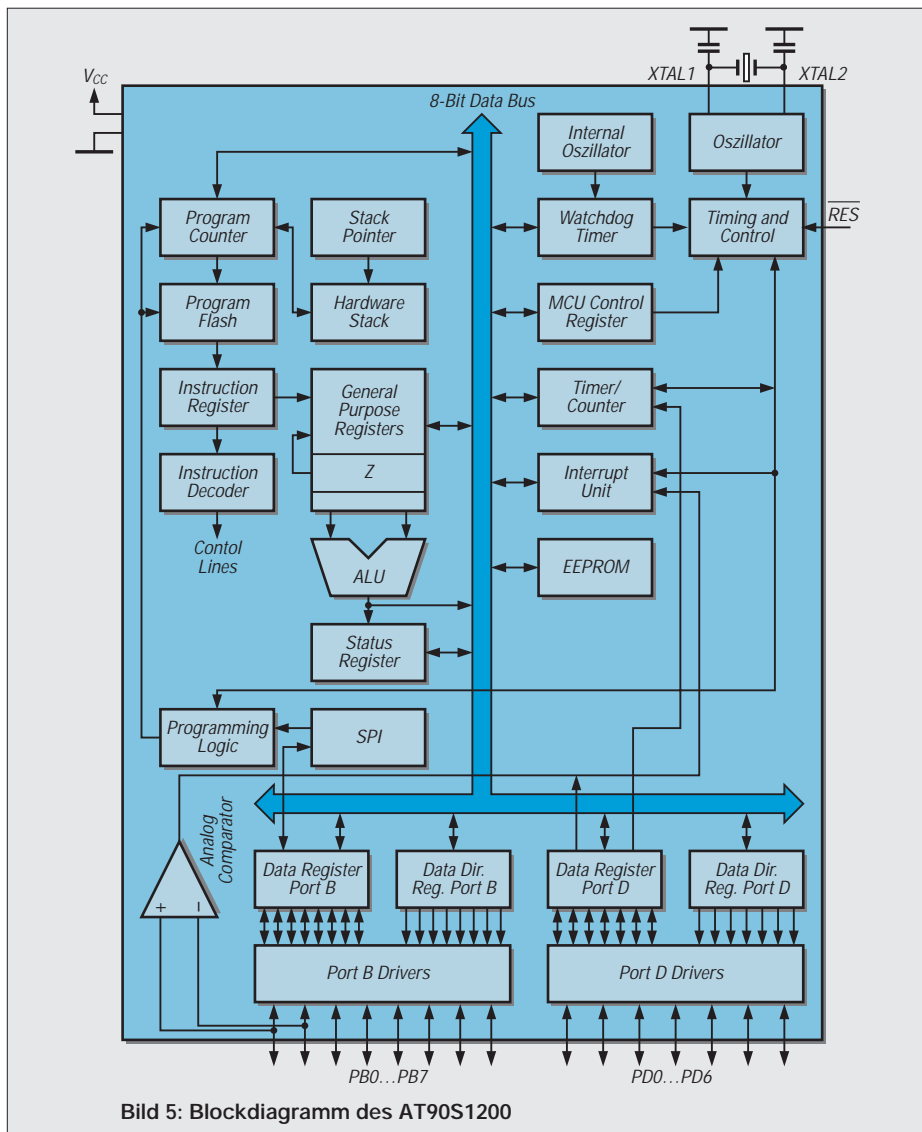 XTAL1
XTAL2
VCC
8-Bit Data Bus
Internal
Oszillator
Oszillator
Program
Counter
Stack
Pointer
Watchdog
Timer
Timing and
Control
RES
Program
Flash
Hardware
Stack
MCU Control
Register
Instruction
Register
General
Purpose
Registers
Timer/
Counter
Instruction
Decoder
Z
Interrupt
Unit
Contol
Lines
ALU
EEPROM
Status
Register
Programming
Logic
SPI
Analog
Comparator
+
–
Data Register
Port B
Data Dir.
Reg. Port B
Data Register
Port D
Data Dir.
Reg. Port D
Port B Drivers
Port D Drivers
PB0...PB7
PD0...PD6
Bild 5: Blockdiagramm des AT90S1200